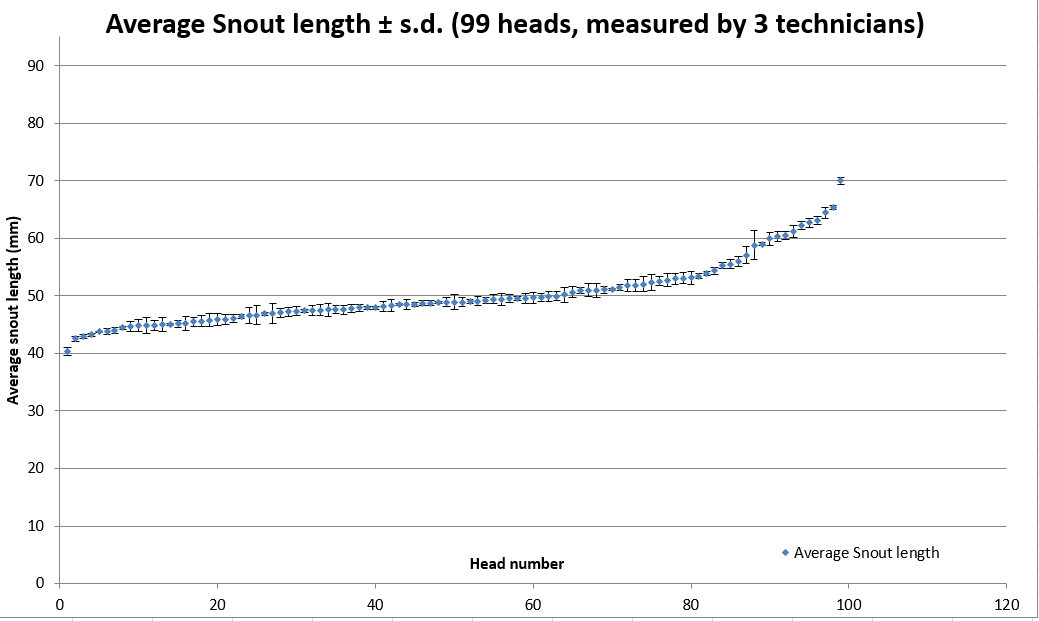 Average Snout length ± s.d. (99 heads, measured by 3 technicians)
90
80
70
60
50
40
30
20
10
0
Average snout length (mm)
Average Snout length
Head number
0 20 40 60 80 100 120